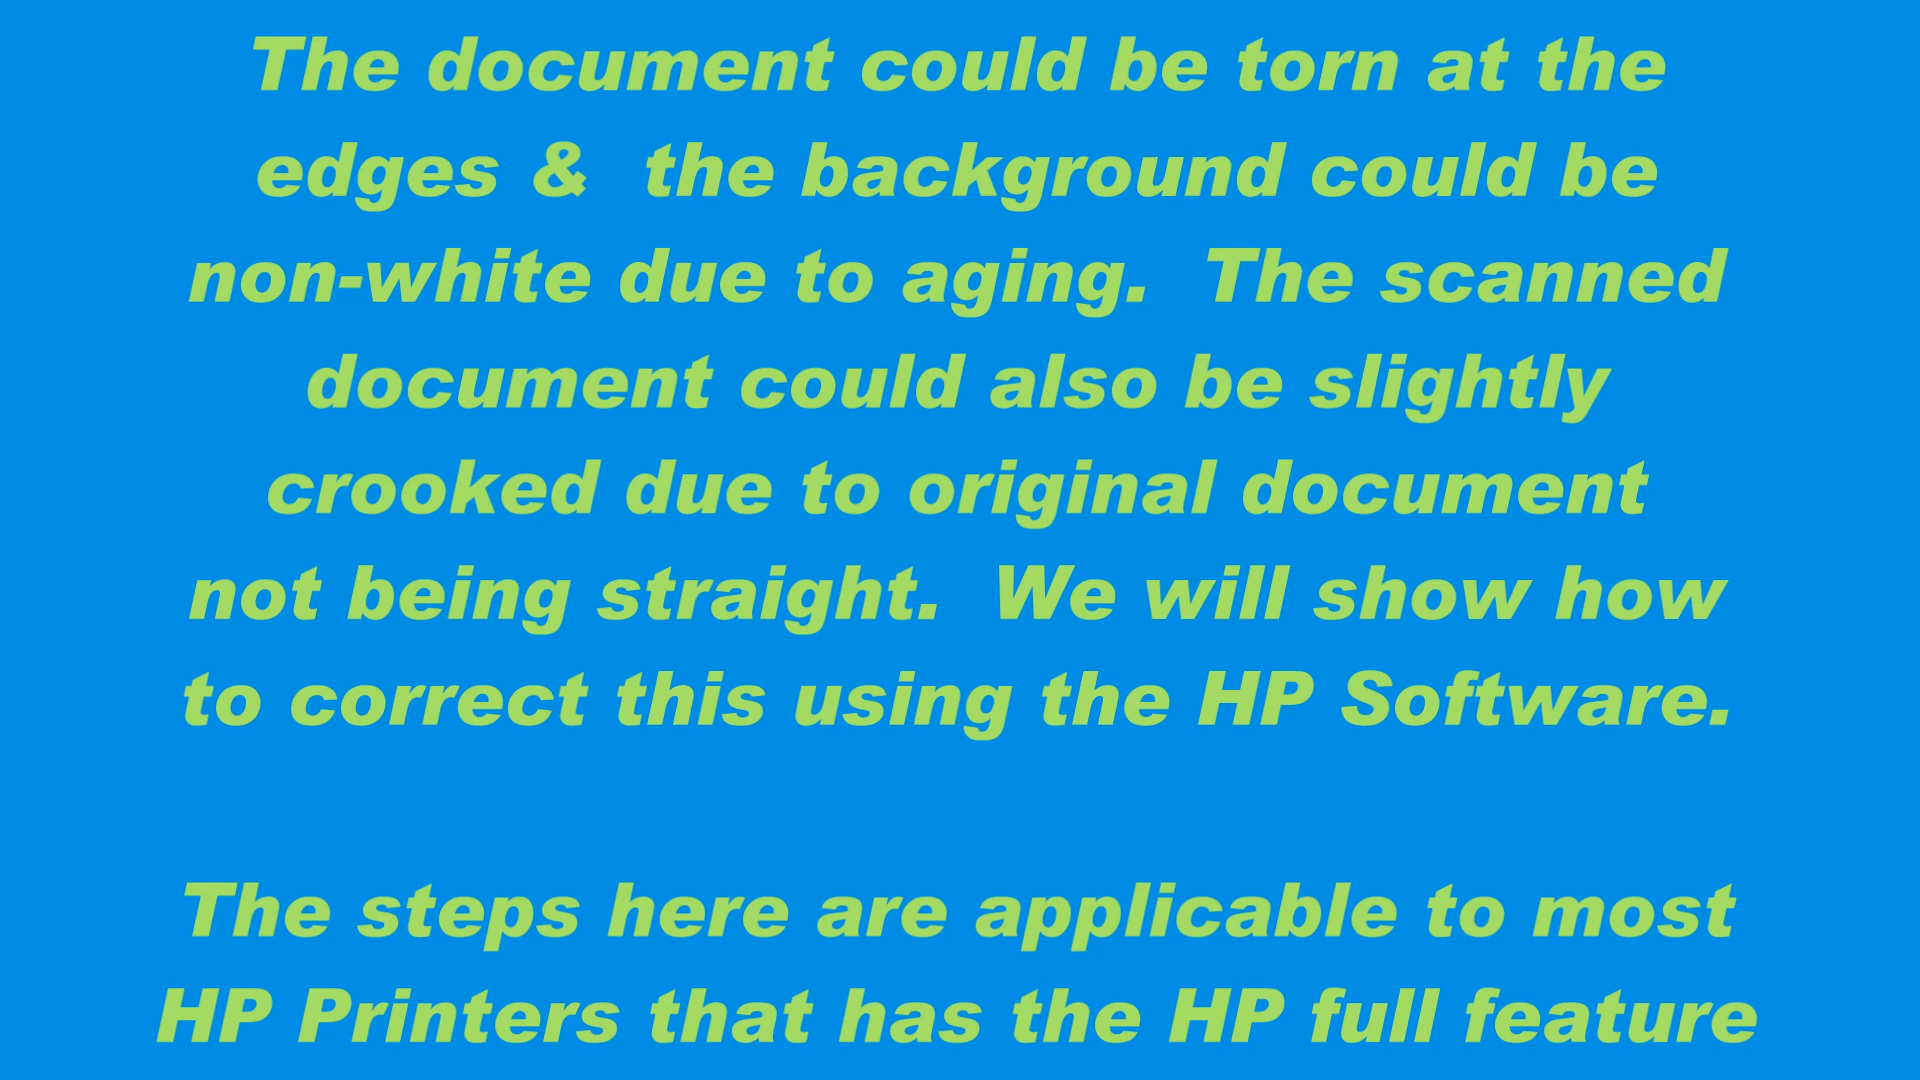 The document could be torn at the
edges &  the background could be
non-white due to aging.  The scanned
document could also be slightly
crooked due to original document
not being straight.  We will show how
to correct this using the HP Software.
The steps here are applicable to most
HP Printers that has the HP full feature